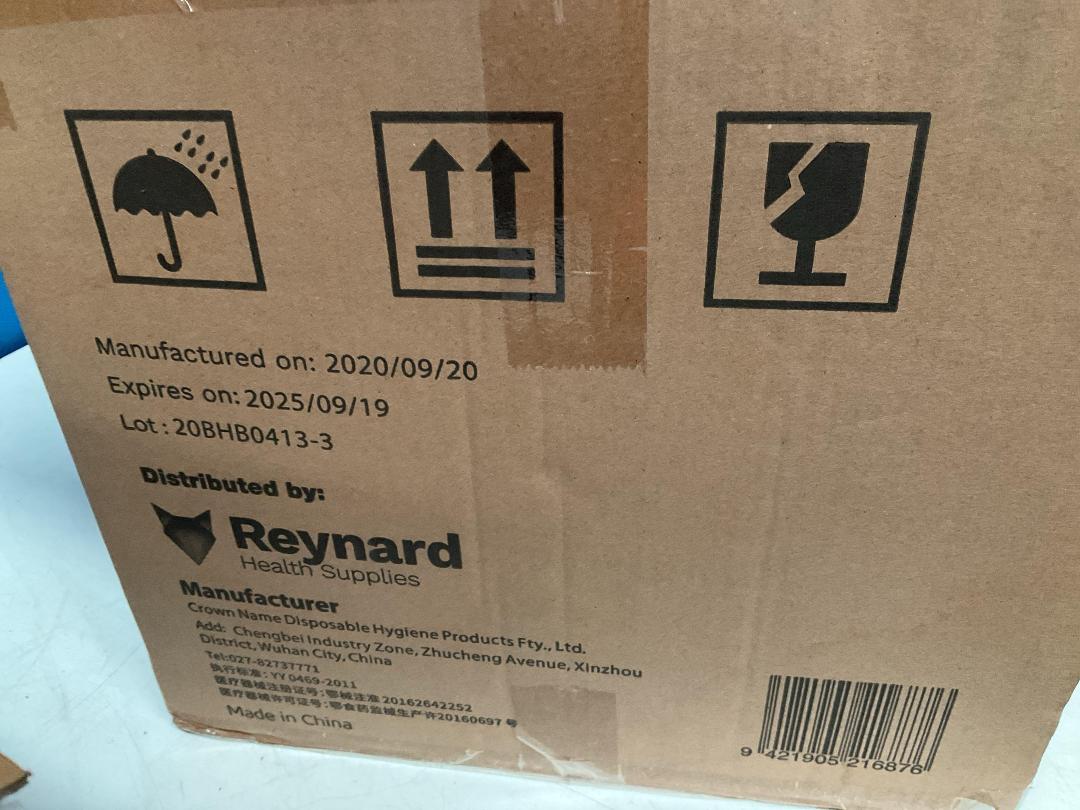 Manufactured on: 2020/09/20
Expires on: 2025/09/19
Lot : 20BHB0413-3
Distributed by:
Reynard
Health Supplies
Manufacturer
Crown Name Disposable Hygiene Products Fty., Ltd.
Add: Chengbei Industry Zone, Zhucheng Avenue, Xinzhou
District, Wuhan City, China
Tel:027-82737771
执行标准: YY 0469-2011
医疗器械注册证号: 鄂械注准 20162642252
医疗器械许可证号: 鄂食药监械生产许20160697 号
Made in China
9 421905 216876